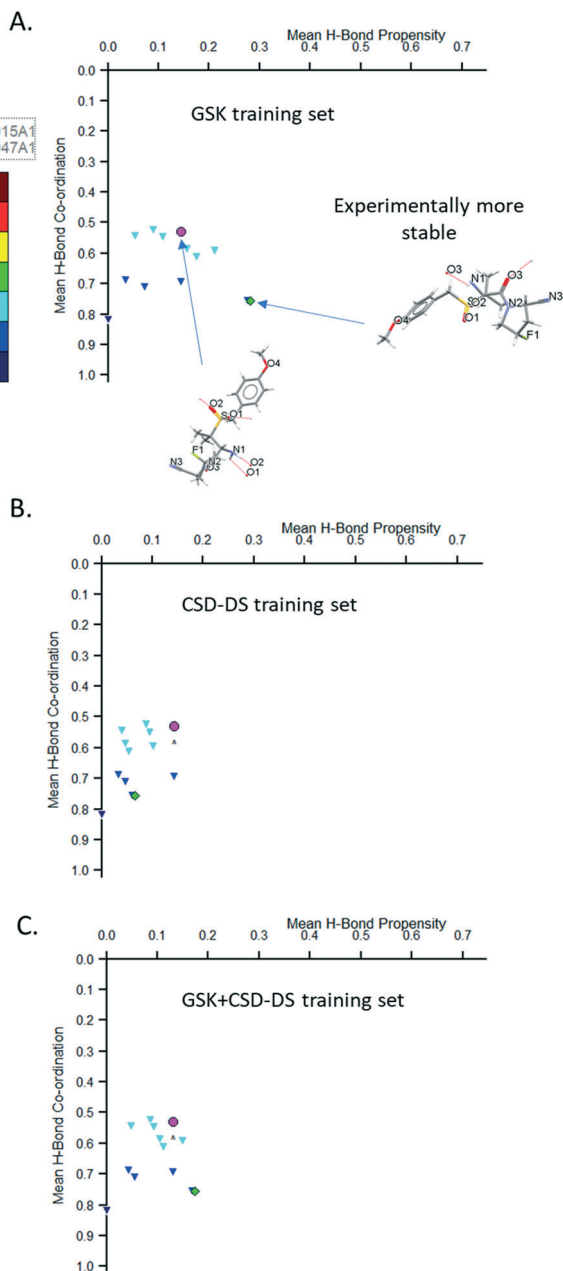 A.
Mean H-Bond Propensity
0.0 0.1 0.2 0.3 0.4 0.5 0.6 0.7
0.0
0.1
0.2
0.3
0.4
0.5
0.6
0.7
0.8
0.9
1.0
Mean H-Bond Co-ordination
GSK training set
015A1
047A1
Experimentally more
stable
O3
N1
O3
N3
SO2
N2
O1
O4
F1
O4
O2
S
O1
N1
F1
N2
O2
N3
O3
O1
B.
Mean H-Bond Propensity
0.0 0.1 0.2 0.3 0.4 0.5 0.6 0.7
0.0
0.1
0.2
0.3
0.4
0.5
0.6
0.7
0.8
0.9
1.0
Mean H-Bond Co-ordination
CSD-DS training set
A
C.
Mean H-Bond Propensity
0.0 0.1 0.2 0.3 0.4 0.5 0.6 0.7
0.0
0.1
0.2
0.3
0.4
0.5
0.6
0.7
0.8
0.9
1.0
Mean H-Bond Co-ordination
GSK+CSD-DS training set
A